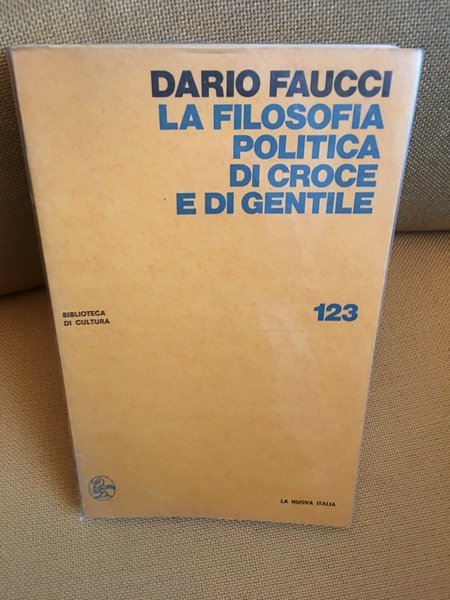 DARIO FAUCCI
LA FILOSOFIA
POLITICA
DI CROCE
E DI GENTILE
BIBLIOTECA
DI CULTURA
123
LA NUOVA ITALIA